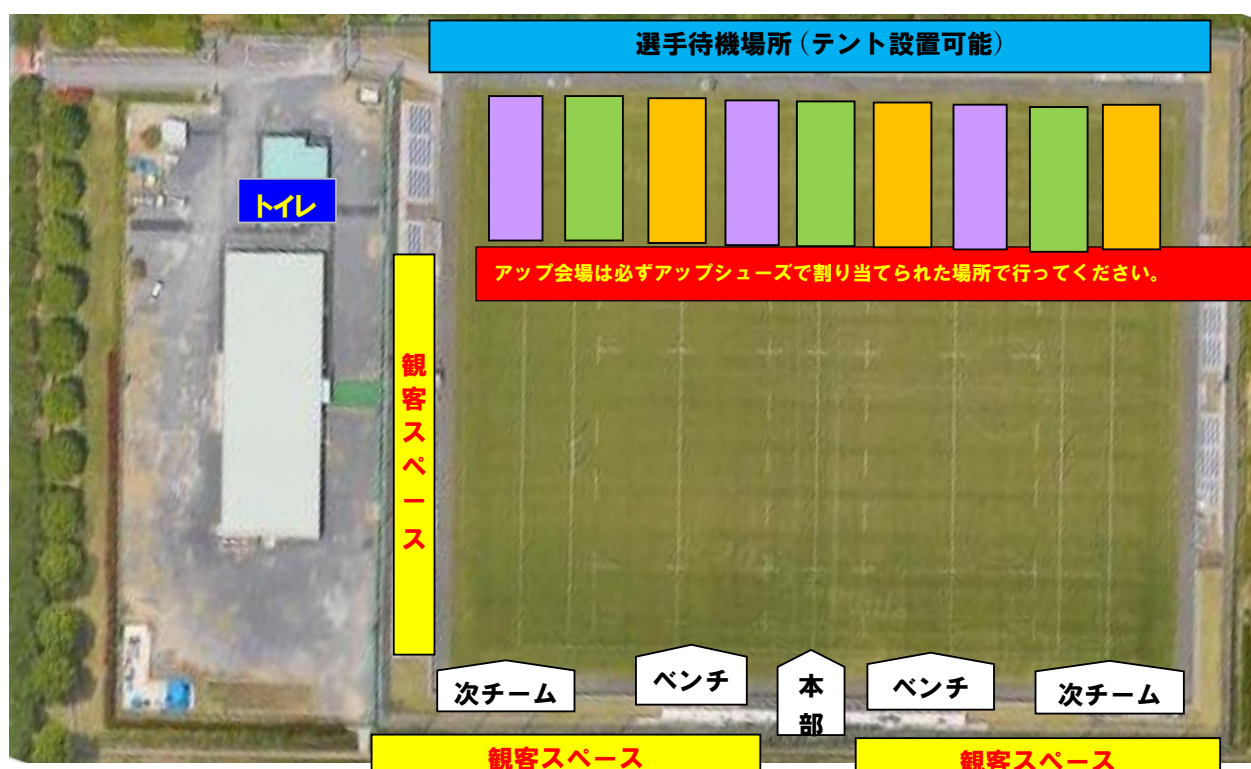 選手待機場所（テント設置可能）
トイレ
アップ会場は必ずアップシューズで割り当てられた場所で行ってください。
観客スペース
次チーム
ベンチ
本部
ベンチ
次チーム
観客スペース
観客スペース